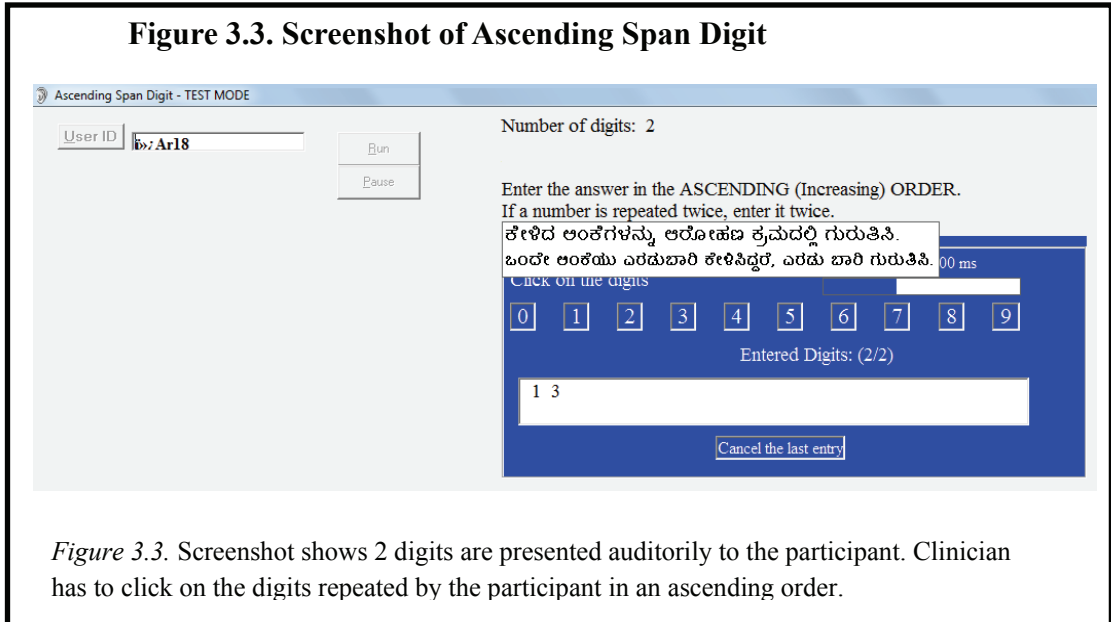 Figure 3.3. Screenshot of Ascending Span Digit
Ascending Span Digit - TEST MODE
User ID
ï»¿Ar18
Run
Pause
Number of digits: 2
Enter the answer in the ASCENDING (Increasing) ORDER.
If a number is repeated twice, enter it twice.
ಕೇಳಿದ ಅಂಕೆಗಳನ್ನು ಆರೋಹಣ ಕ್ರಮದಲ್ಲಿ ಗುರುತಿಸಿ.
ಒಂದೇ ಅಂಕೆಯು ಎರಡುಬಾರಿ ಕೇಳಿಸಿದ್ದರೆ, ಎರಡು ಬಾರಿ ಗುರುತಿಸಿ.
00 ms
Click on the digits
0 1 2 3 4 5 6 7 8 9
Entered Digits: (2/2)
1 3
Cancel the last entry
Figure 3.3. Screenshot shows 2 digits are presented auditorily to the participant. Clinician
has to click on the digits repeated by the participant in an ascending order.